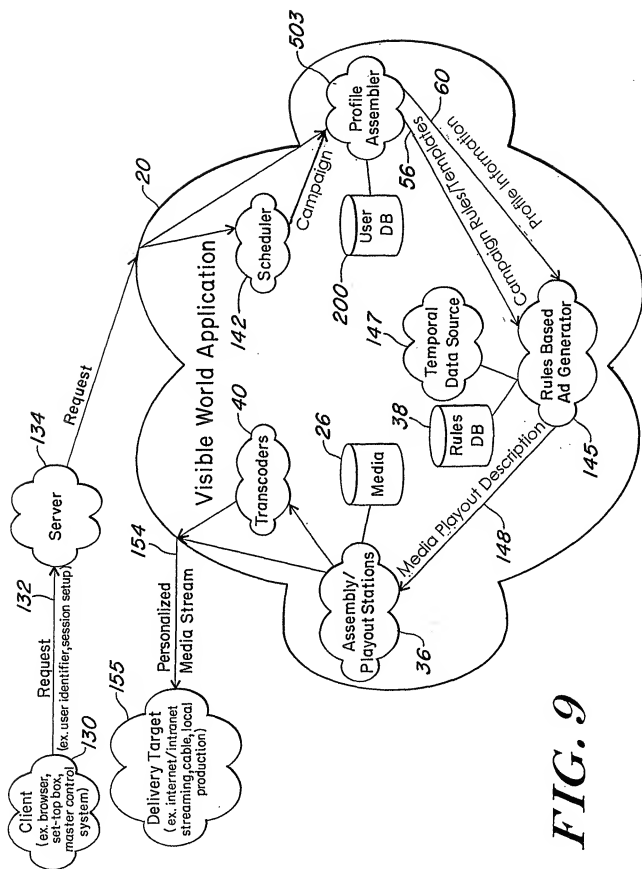 Client
(ex. browser,
set-top box,
master control
system)
130
Request
132
(ex. user identifier, session setup)
Server
134
Request
20
Visible World Application
Scheduler
142
Campaign
Profile
Assembler
503
User
DB
200
56
Campaign Rules/Templates
60
Profile Information
Temporal
Data Source
147
Rules
DB
38
Rules Based
Ad Generator
145
Media Playout Description
148
Assembly/
Playout Stations
36
Media
26
Transcoders
40
154
Personalized
Media Stream
155
Delivery Target
(ex. internet/intranet
streaming, cable, local
production)
FIG. 9